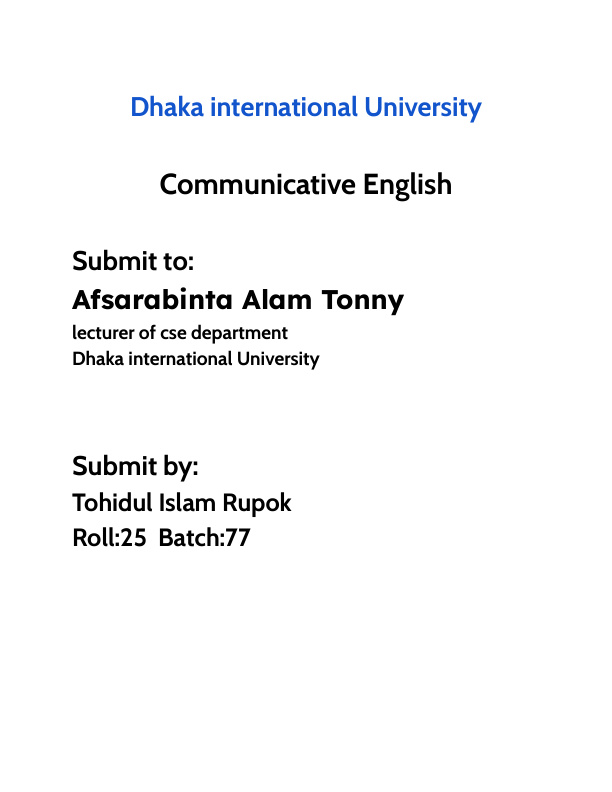 Dhaka international University
Communicative English
Submit to:
Afsarabinta Alam Tonny
lecturer of cse department
Dhaka international University
Submit by:
Tohidul Islam Rupok
Roll:25  Batch:77